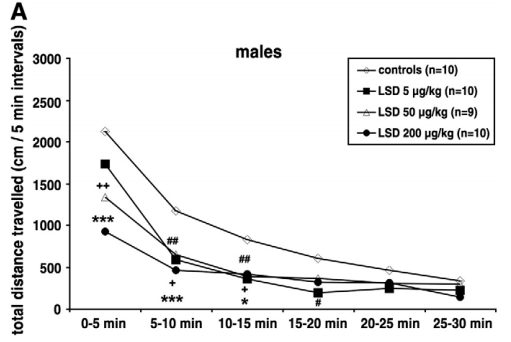 A
males
total distance travelled (cm / 5 min intervals)
3000
2500
2000
1500
1000
500
0
controls (n=10)
LSD 5 µg/kg (n=10)
LSD 50 µg/kg (n=9)
LSD 200 µg/kg (n=10)
++
***
##
+
***
##
+
*
#
0-5 min 5-10 min 10-15 min 15-20 min 20-25 min 25-30 min